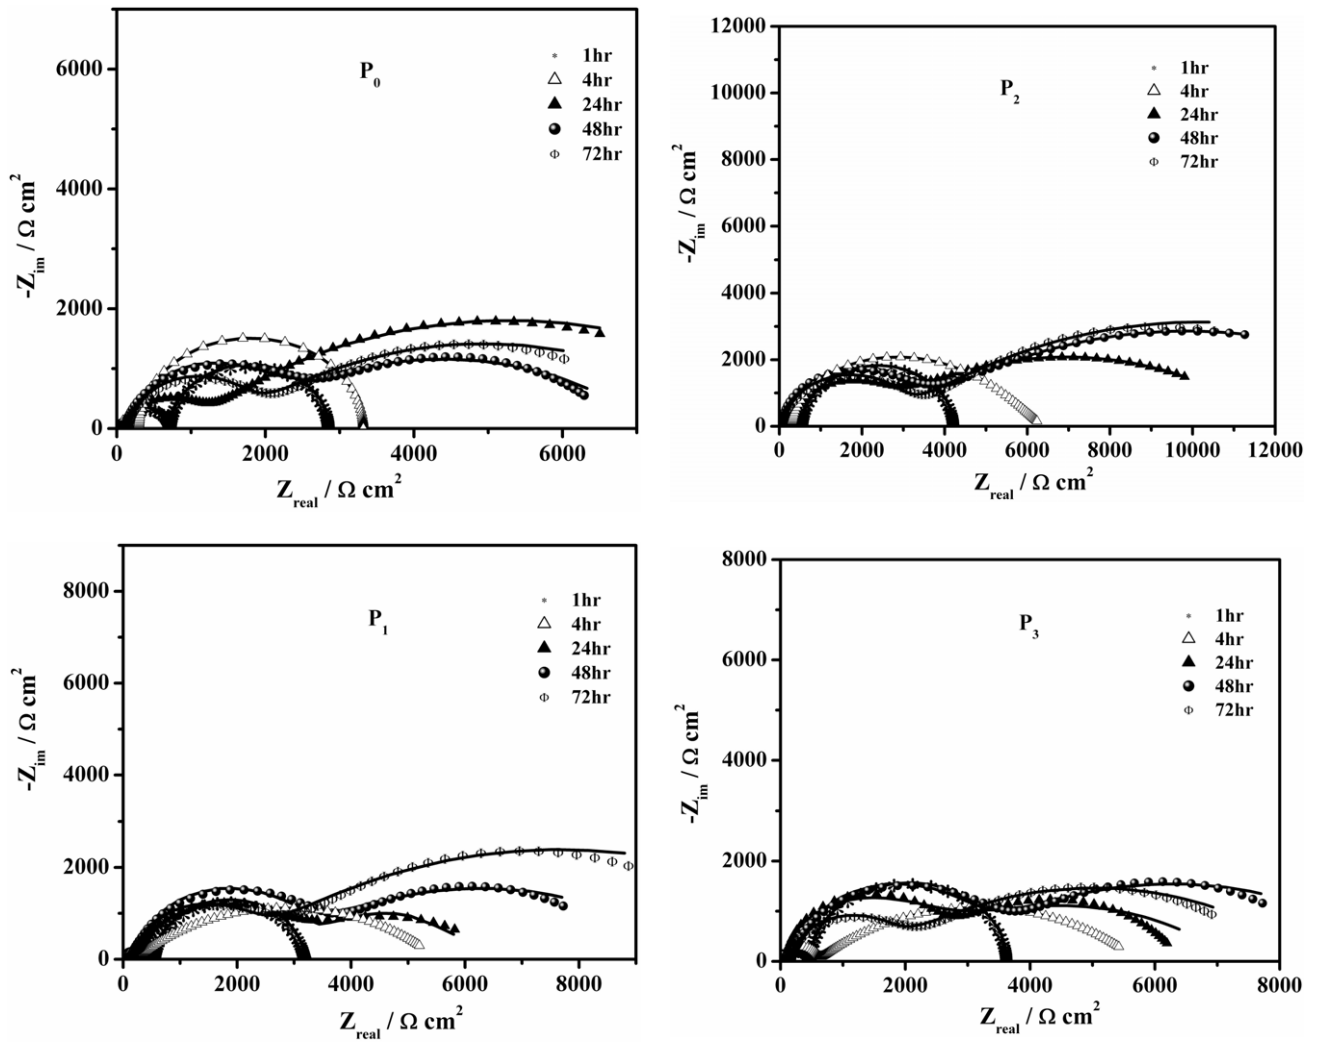 P0
1hr
4hr
24hr
48hr
72hr
6000
4000
2000
0
-Zim / Ω cm2
0 2000 4000 6000
Zreal / Ω cm2
P2
1hr
4hr
24hr
48hr
72hr
12000
10000
8000
6000
4000
2000
0
-Zim / Ω cm2
0 2000 4000 6000 8000 10000 12000
Zreal / Ω cm2
P1
1hr
4hr
24hr
48hr
72hr
8000
6000
4000
2000
0
-Zim / Ω cm2
0 2000 4000 6000 8000
Zreal / Ω cm2
P3
1hr
4hr
24hr
48hr
72hr
8000
6000
4000
2000
0
-Zim / Ω cm2
0 2000 4000 6000 8000
Zreal / Ω cm2